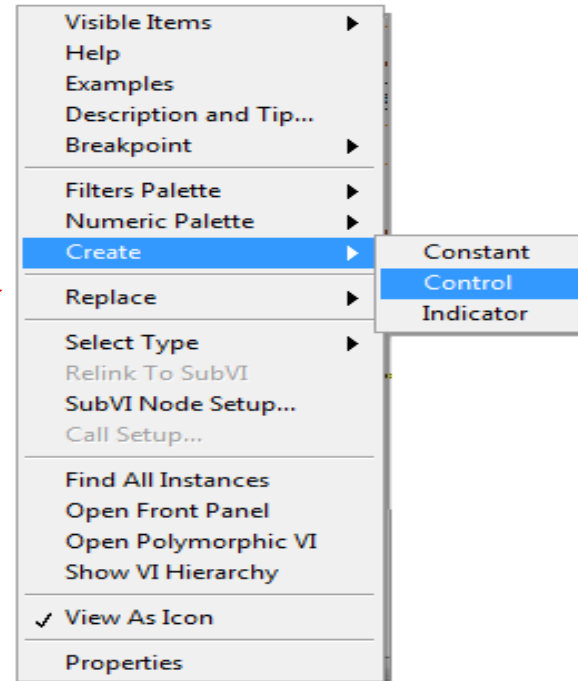 Visible Items
Help
Examples
Description and Tip...
Breakpoint
Filters Palette
Numeric Palette
Create
Constant
Control
Indicator
Replace
Select Type
Relink To SubVI
SubVI Node Setup...
Call Setup...
Find All Instances
Open Front Panel
Open Polymorphic VI
Show VI Hierarchy
View As Icon
Properties